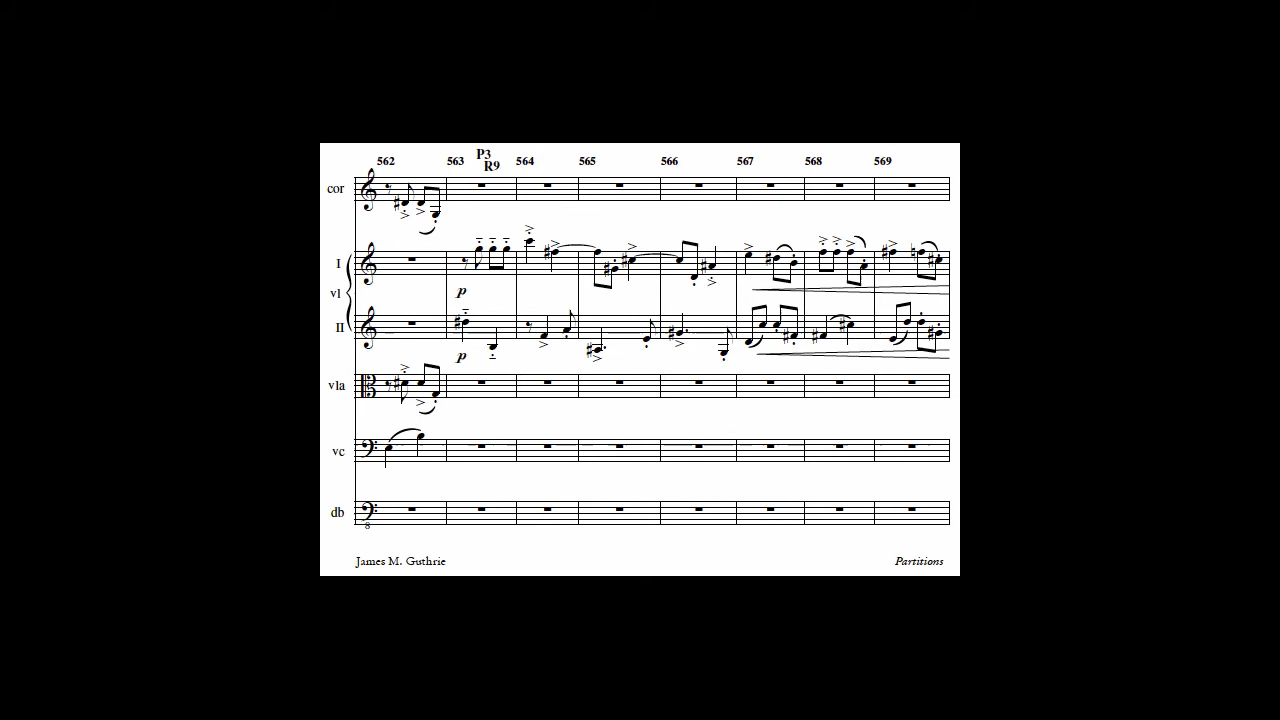 P3
562 563 R9 564 565 566 567 568 569
cor
I
vl
p
II
p
vla
vc
db
8
James M. Guthrie Partitions